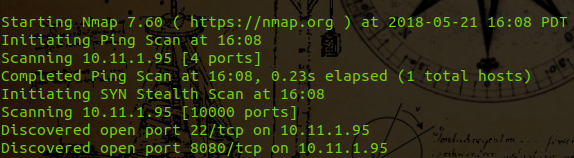 Starting Nmap 7.60 ( https://nmap.org ) at 2018-05-21 16:08 PDT
Initiating Ping Scan at 16:08
Scanning 10.11.1.95 [4 ports]
Completed Ping Scan at 16:08, 0.23s elapsed (1 total hosts)
Initiating SYN Stealth Scan at 16:08
Scanning 10.11.1.95 [10000 ports]
Discovered open port 22/tcp on 10.11.1.95
Discovered open port 8080/tcp on 10.11.1.95